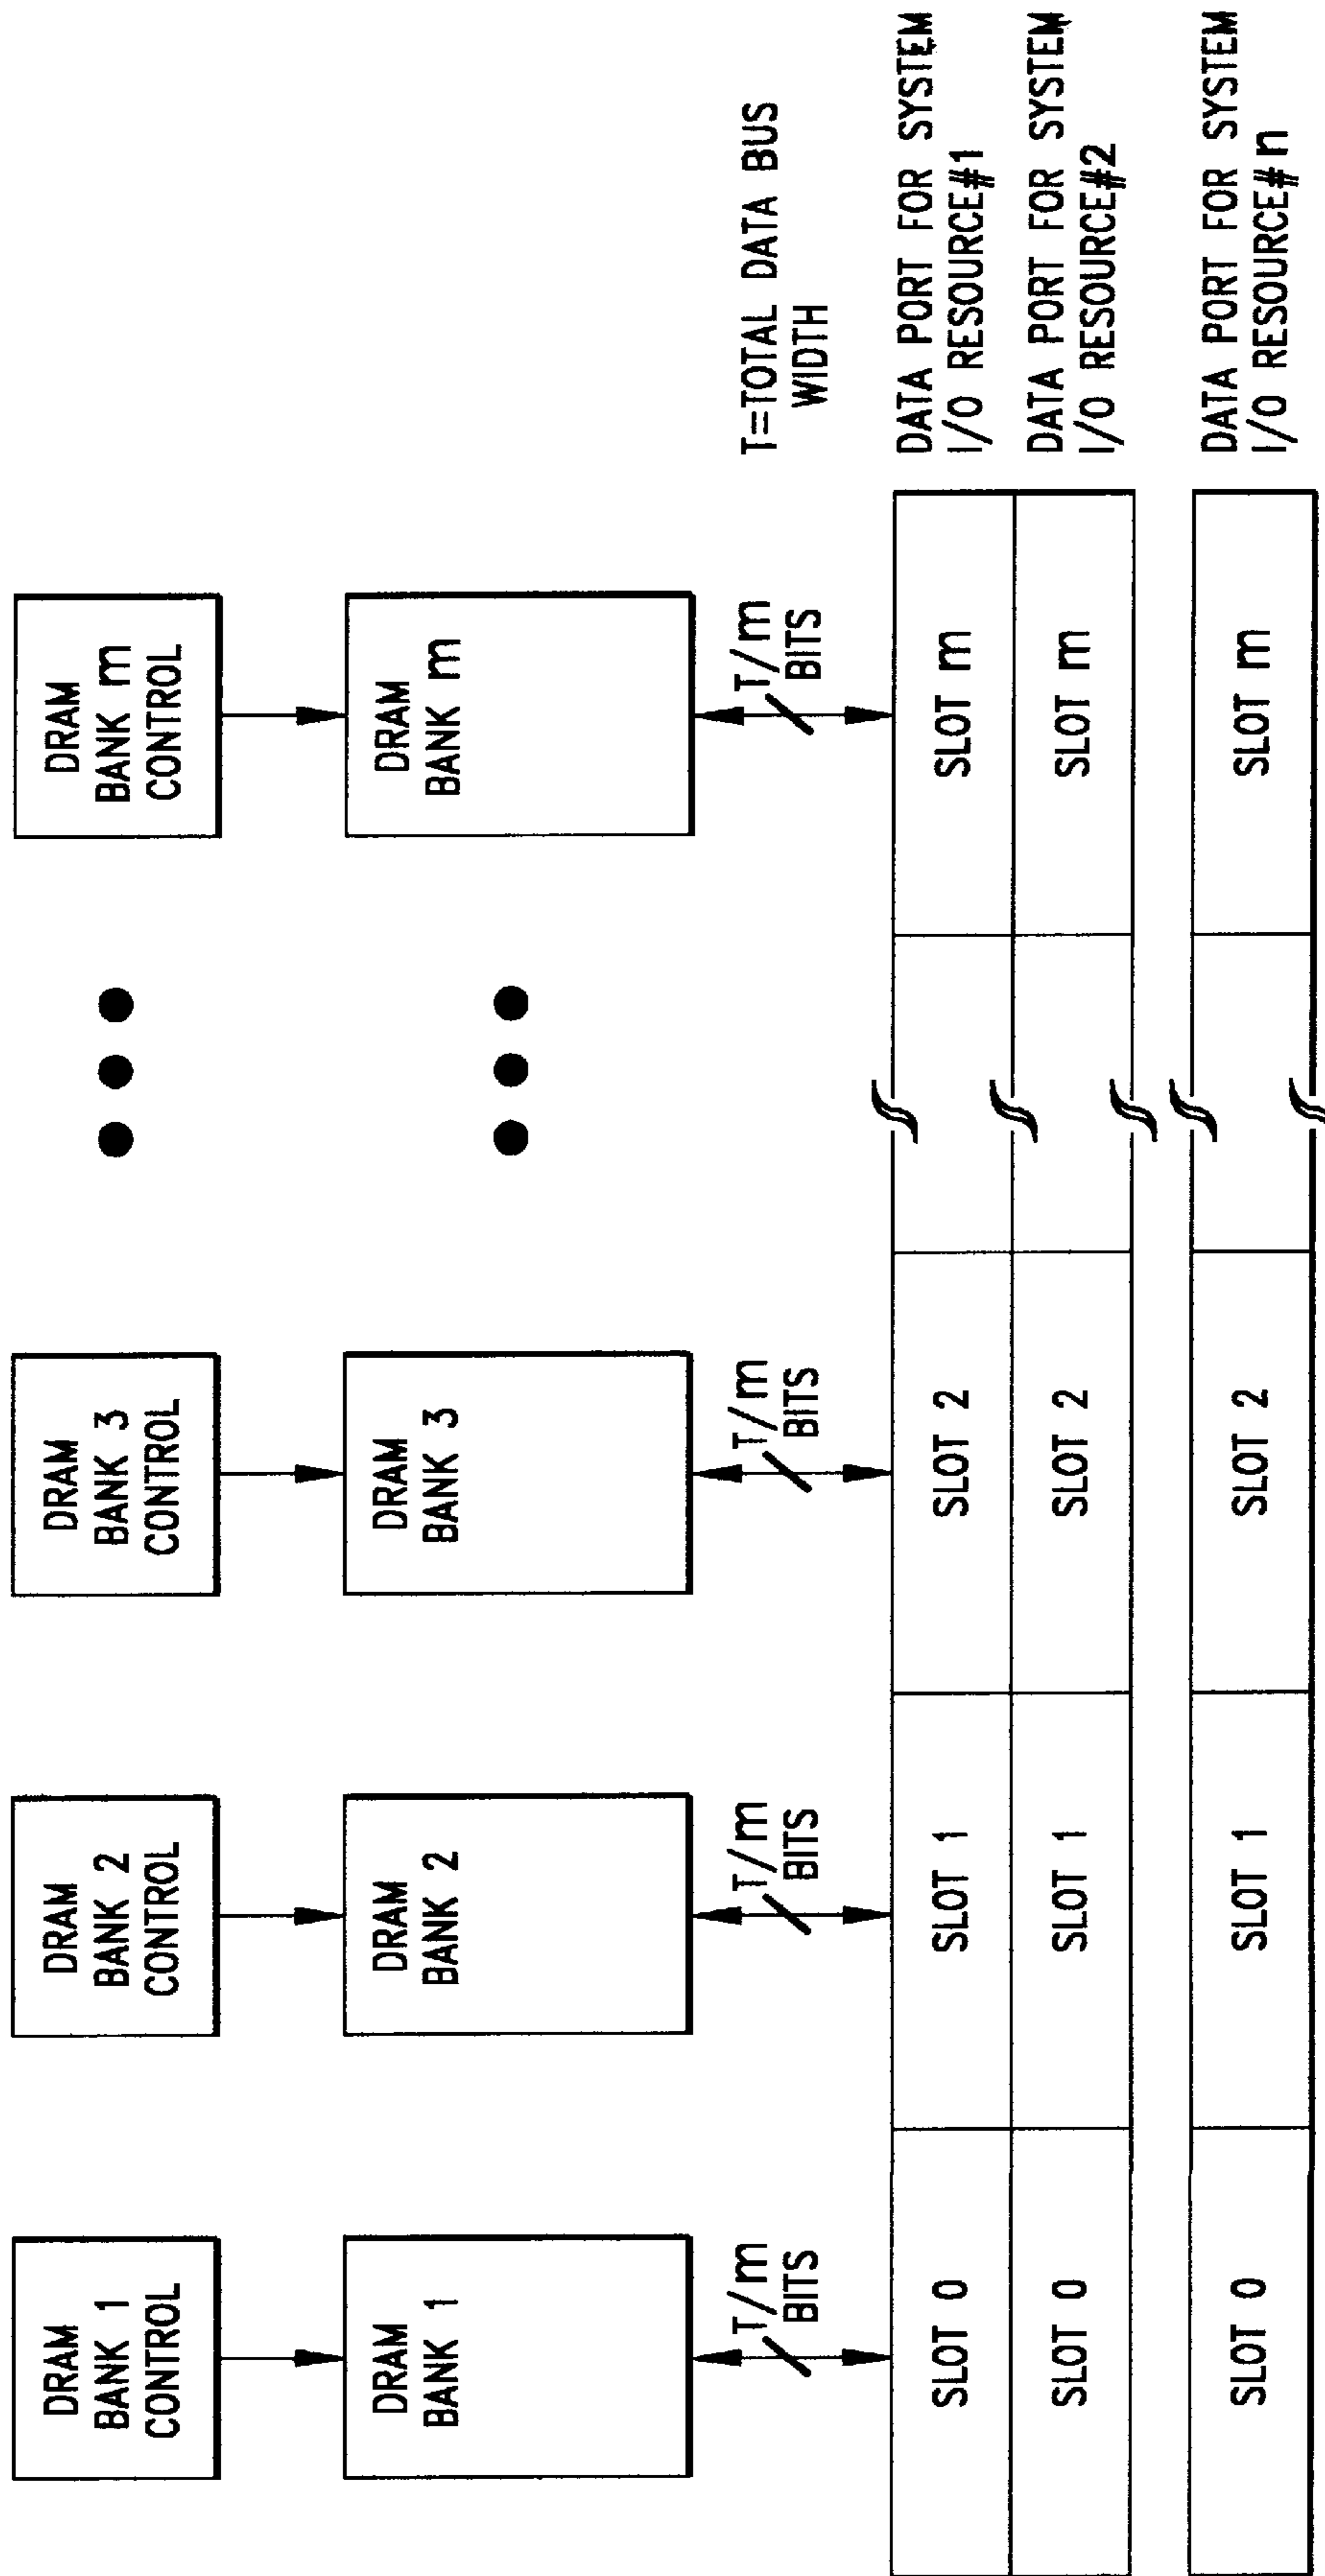 DRAM
BANK 1
CONTROL
DRAM
BANK 2
CONTROL
DRAM
BANK 3
CONTROL
DRAM
BANK m
CONTROL
DRAM
BANK 1
DRAM
BANK 2
DRAM
BANK 3
DRAM
BANK m
T/m
BITS
T/m
BITS
T/m
BITS
T/m
BITS
T=TOTAL DATA BUS
WIDTH
SLOT 0
SLOT 1
SLOT 2
SLOT m
DATA PORT FOR SYSTEM
I/O RESOURCE#1
SLOT 0
SLOT 1
SLOT 2
SLOT m
DATA PORT FOR SYSTEM
I/O RESOURCE#2
SLOT 0
SLOT 1
SLOT 2
SLOT m
DATA PORT FOR SYSTEM
I/O RESOURCE#n